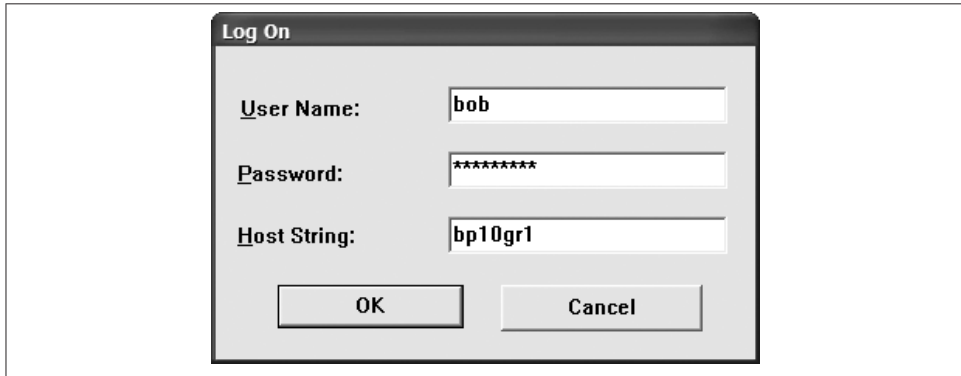 Log On
User Name: bob
Password: *********
Host String: bp10gr1
OK Cancel